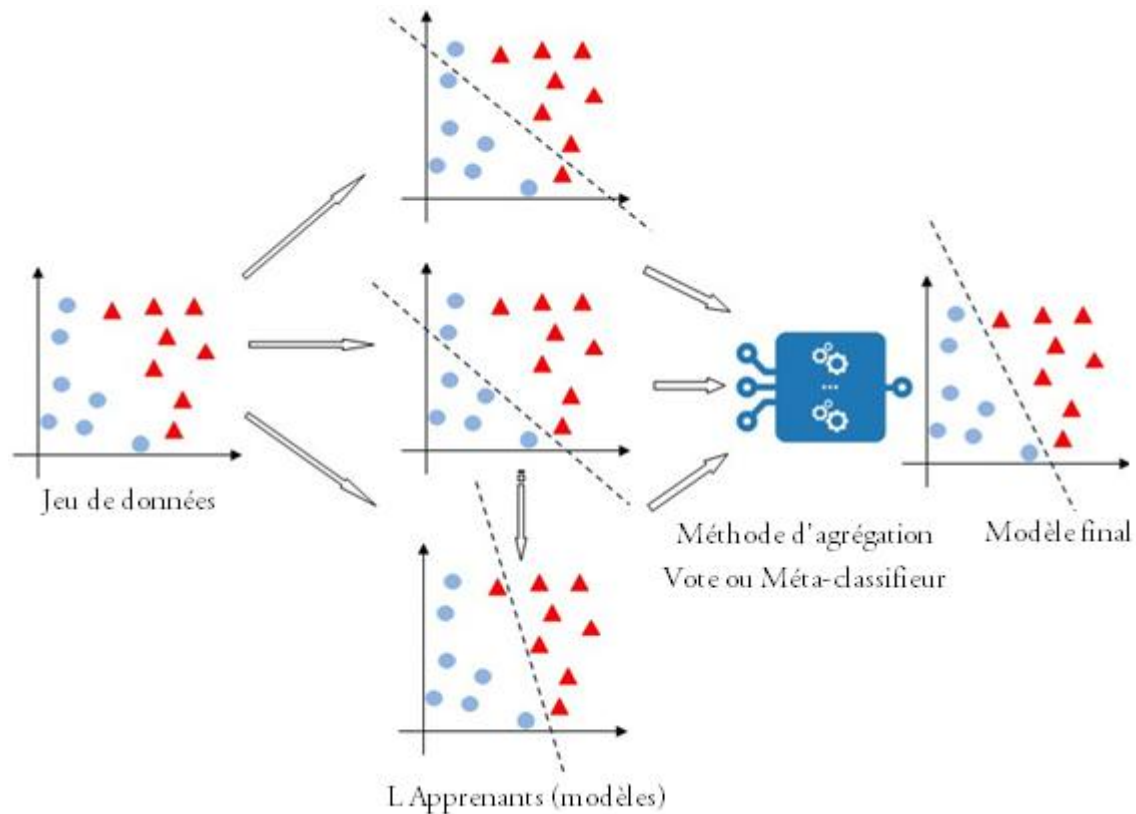 Jeu de données
L Apprenants (modèles)
Méthode d'agrégation
Vote ou Méta-classifieur
Modèle final